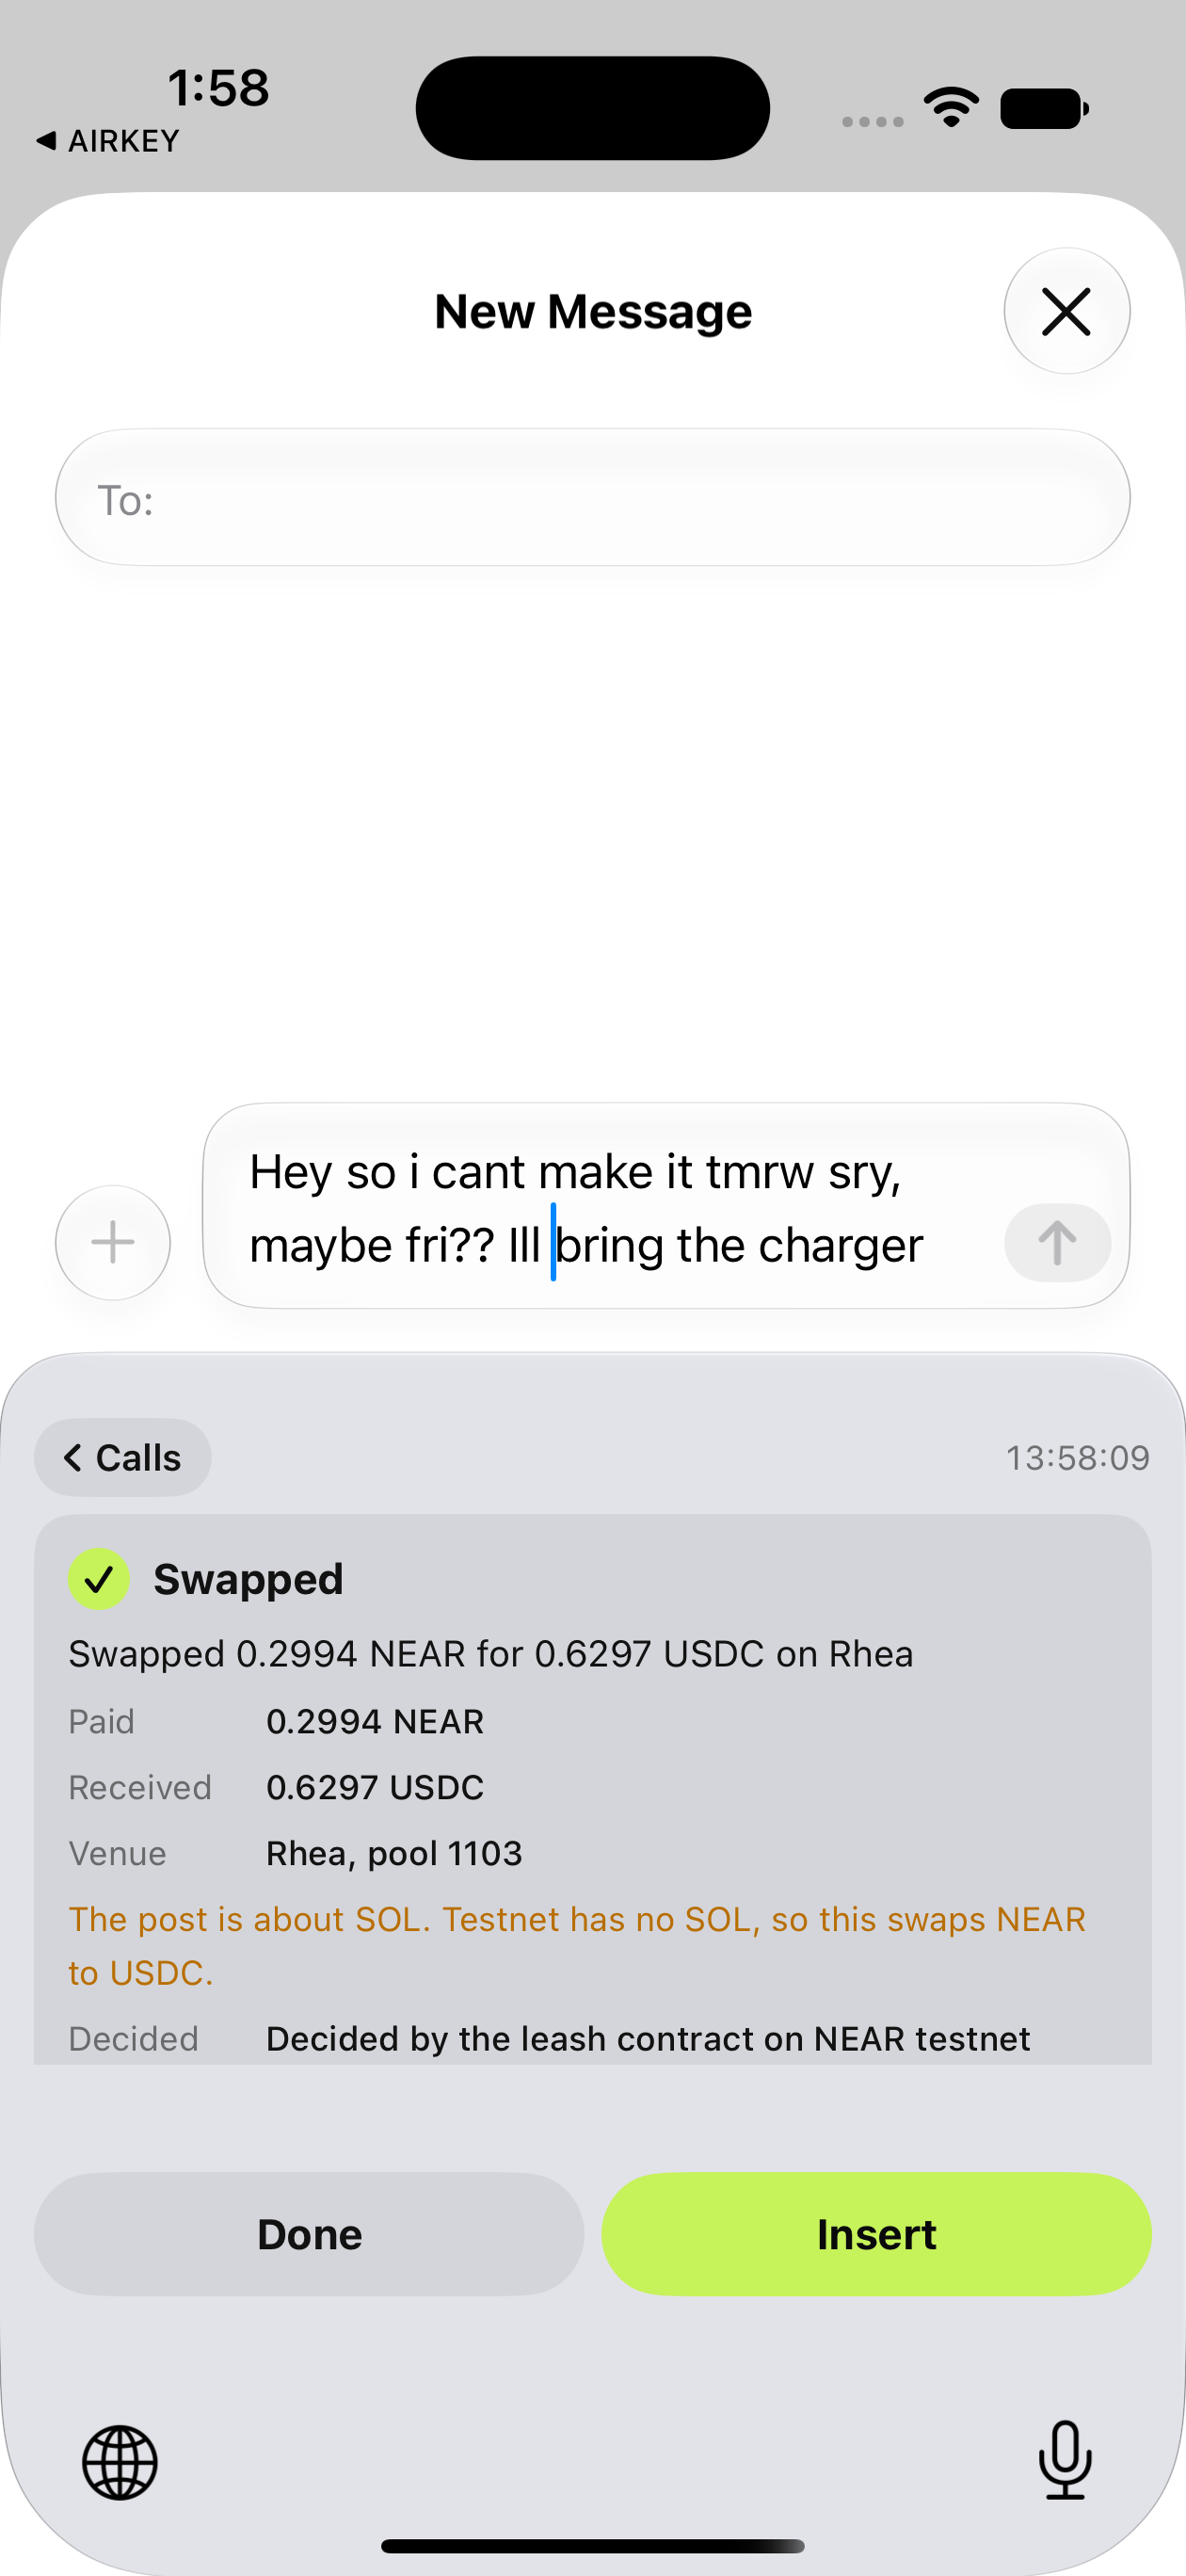 1:58
AIRKEY
New Message
To:
Hey so i cant make it tmrw sry,
maybe fri?? Ill bring the charger
Calls
13:58:09
Swapped
Swapped 0.2994 NEAR for 0.6297 USDC on Rhea
Paid 0.2994 NEAR
Received 0.6297 USDC
Venue Rhea, pool 1103
The post is about SOL. Testnet has no SOL, so this swaps NEAR
to USDC.
Decided Decided by the leash contract on NEAR testnet
Done Insert